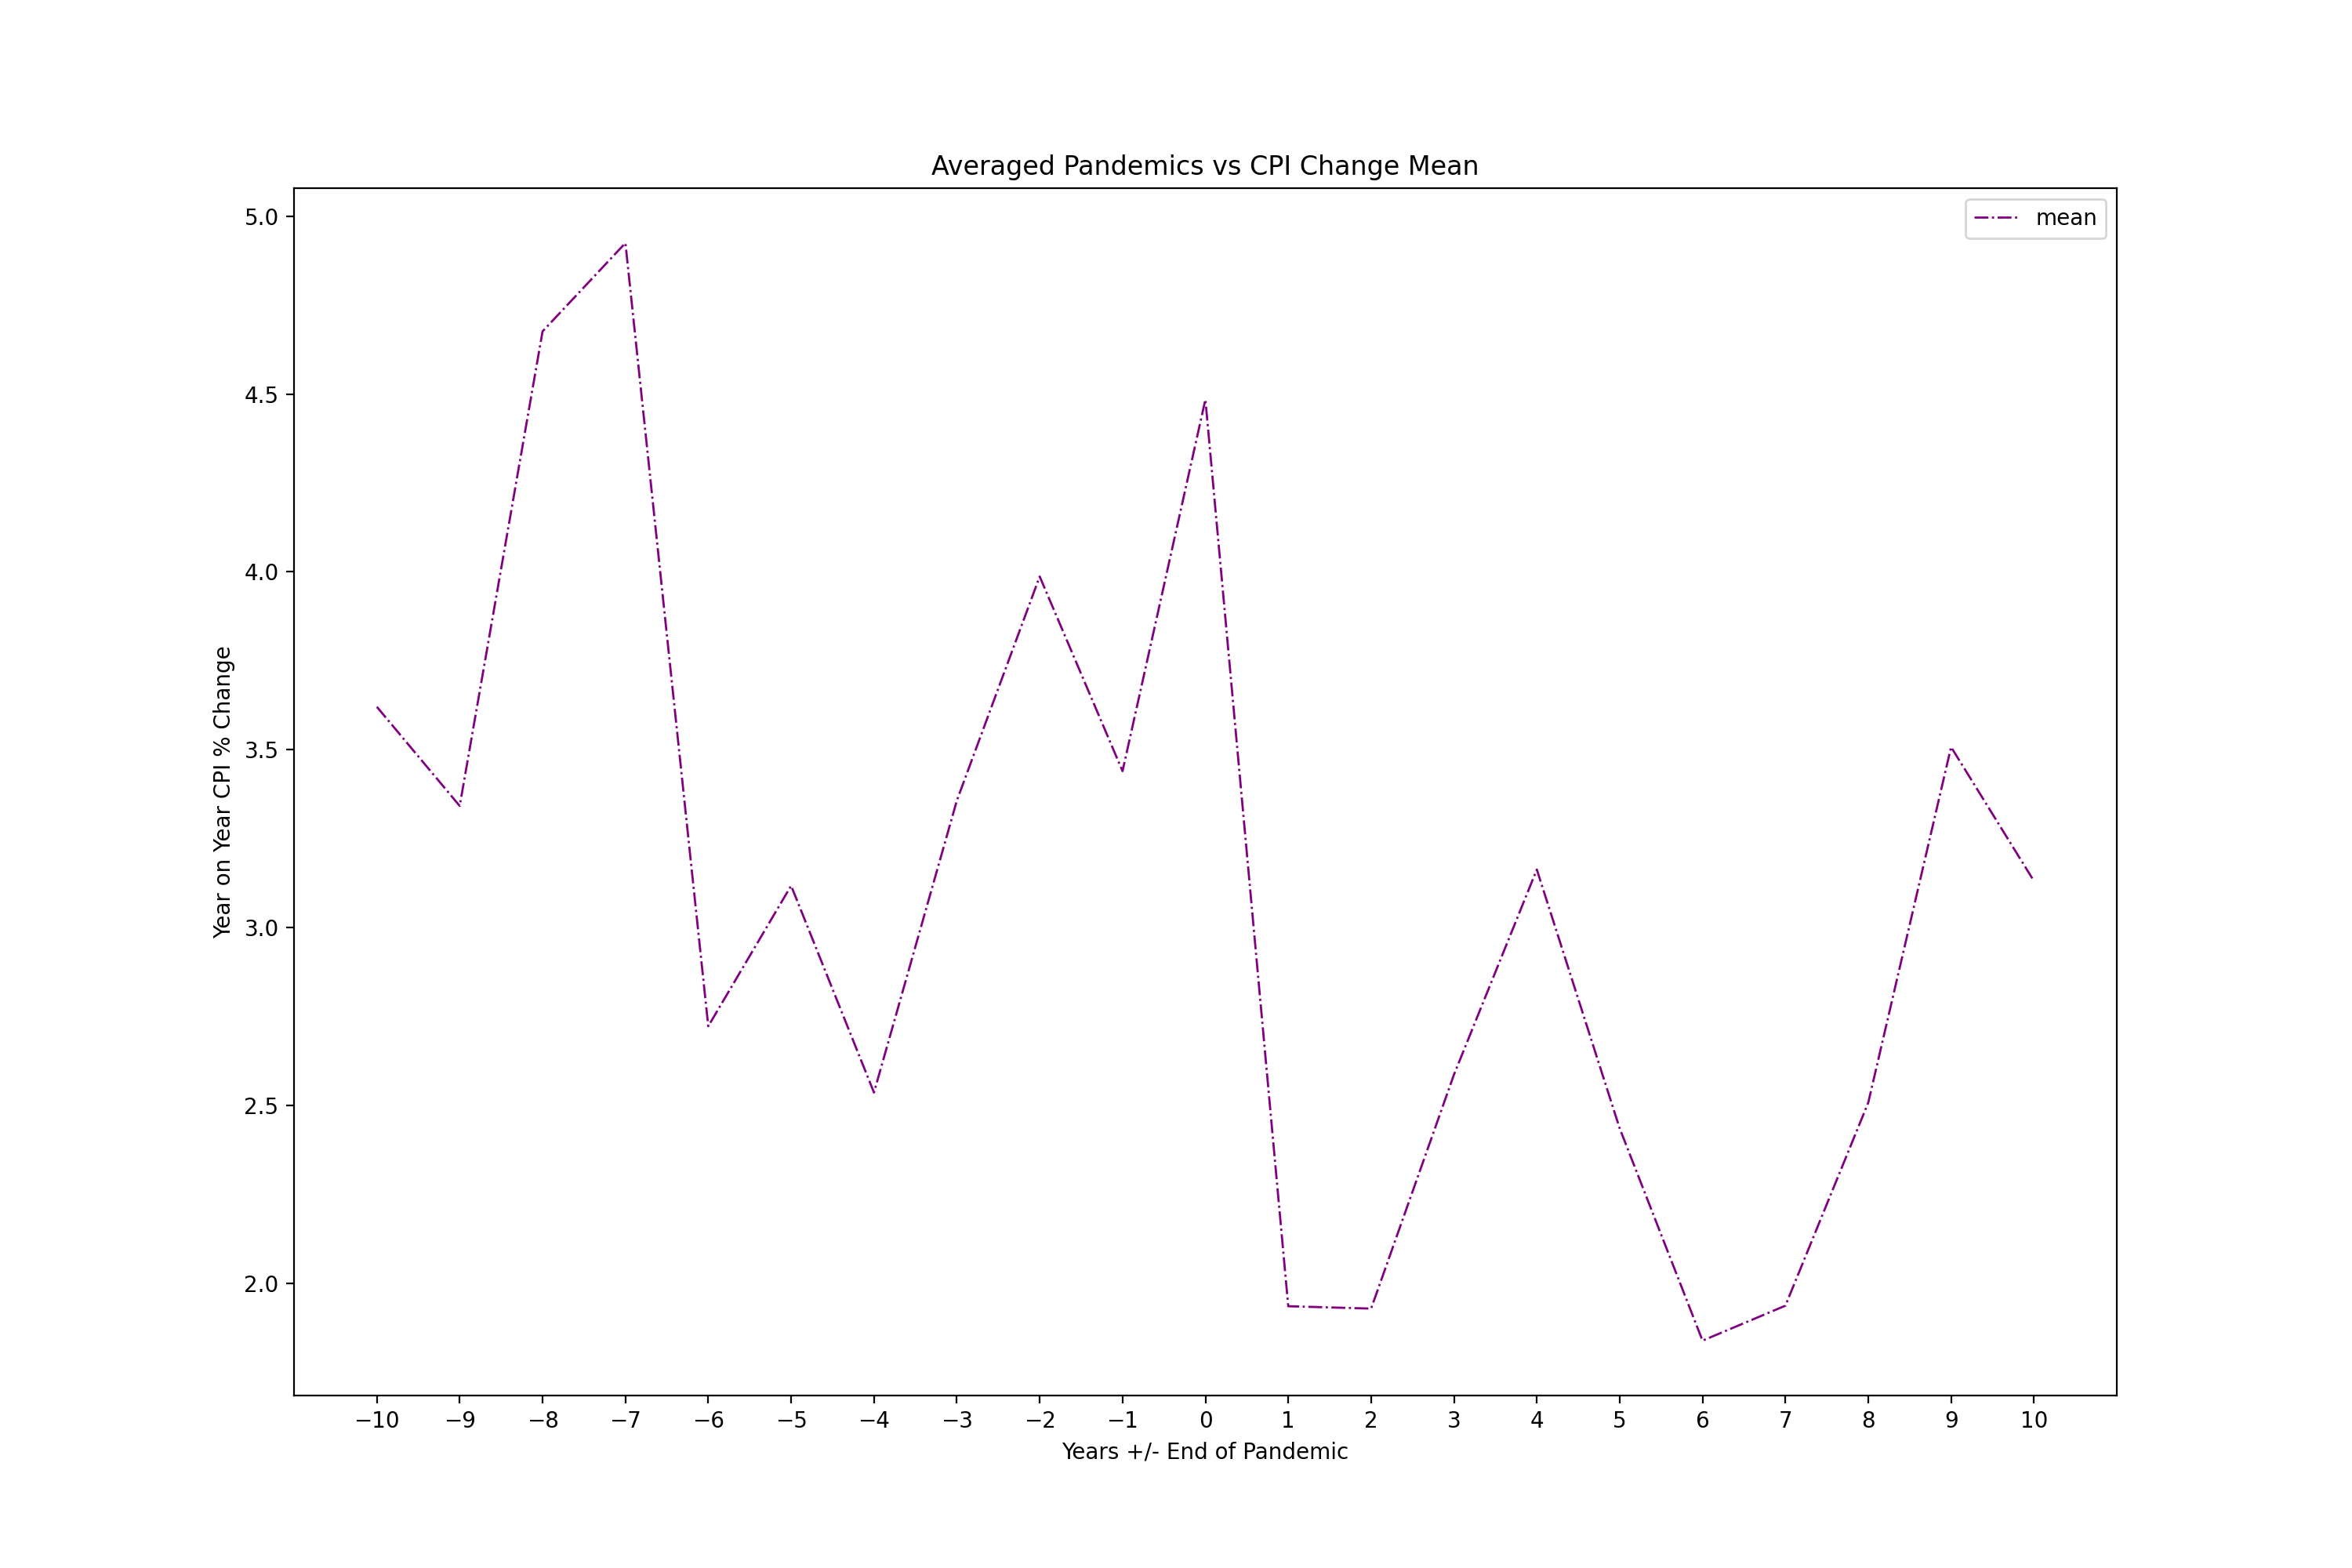 Averaged Pandemics vs CPI Change Mean
mean
Year on Year CPI % Change
5.0
4.5
4.0
3.5
3.0
2.5
2.0
−10 −9 −8 −7 −6 −5 −4 −3 −2 −1 0 1 2 3 4 5 6 7 8 9 10
Years +/- End of Pandemic